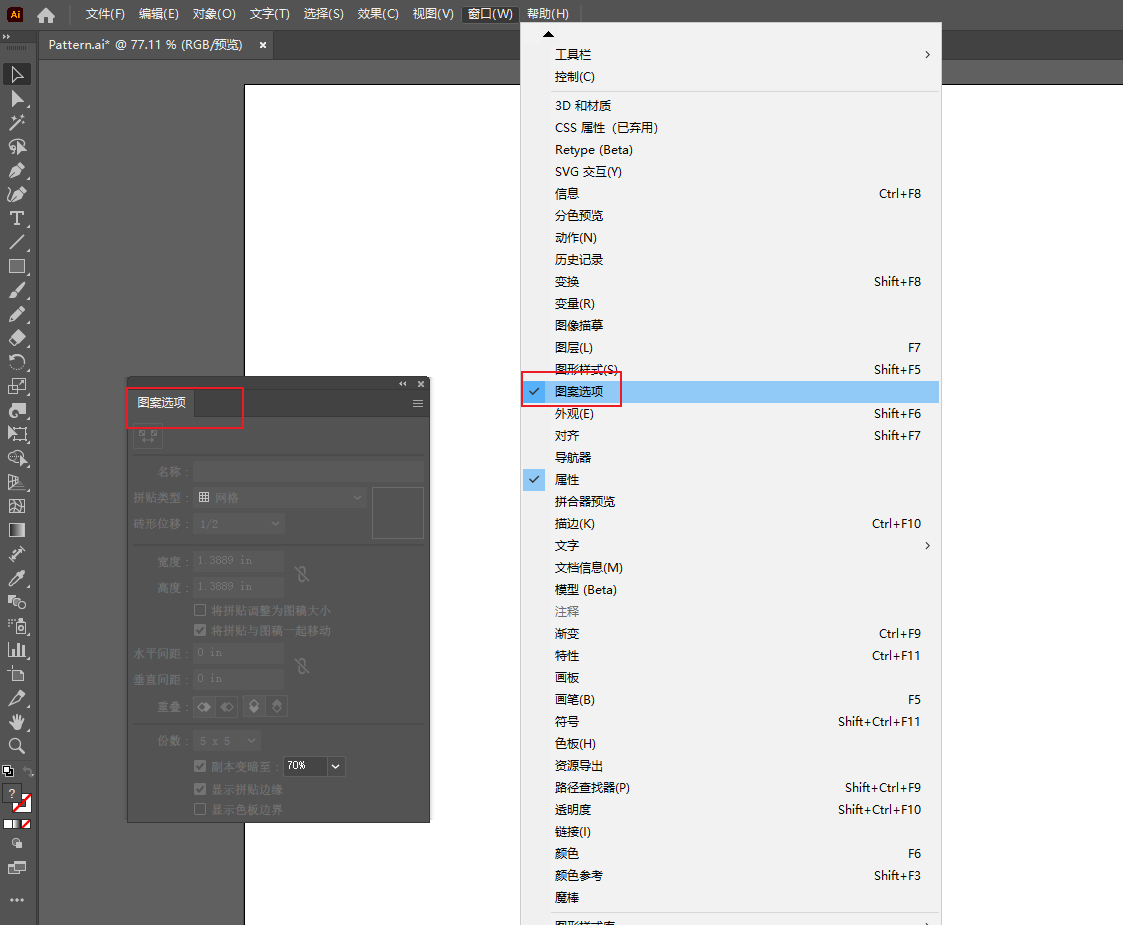 Ai 文件(F) 编辑(E) 对象(O) 文字(T) 选择(S) 效果(C) 视图(V) 窗口(W) 帮助(H)
Pattern.ai* @ 77.11 % (RGB/预览) ×
工具栏
控制(C)
3D 和材质
CSS 属性 (已弃用)
Retype (Beta)
SVG 交互(Y)
信息 Ctrl+F8
分色预览
动作(N)
历史记录
变换 Shift+F8
变量(R)
图像描摹
图层(L) F7
图形样式(S) Shift+F5
图案选项
外观(E) Shift+F6
对齐 Shift+F7
导航器
属性
拼合器预览
描边(K) Ctrl+F10
文字
文档信息(M)
模型 (Beta)
注释
渐变 Ctrl+F9
特性 Ctrl+F11
画板
画笔(B) F5
符号 Shift+Ctrl+F11
色板(H)
资源导出
路径查找器(P) Shift+Ctrl+F9
透明度 Shift+Ctrl+F10
链接(I)
颜色 F6
颜色参考 Shift+F3
魔棒
图形样式库
图案选项
名称：
拼贴类型： 网格
砖形位移： 1/2
宽度： 1.3889 in
高度： 1.3889 in
将拼贴调整为图稿大小
将拼贴与图稿一起移动
水平间距： 0 in
垂直间距： 0 in
重叠：
份数： 5 x 5
副本变暗至： 70%
显示拼贴边缘
显示色板边界
?